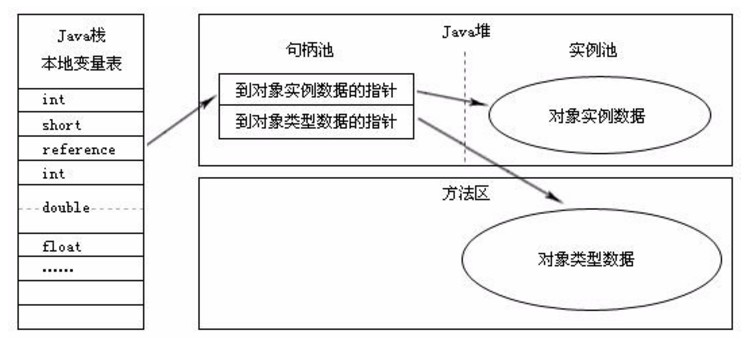 Java栈
本地变量表
int
short
reference
int
double
float
……
Java堆
句柄池
实例池
到对象实例数据的指针
到对象类型数据的指针
对象实例数据
方法区
对象类型数据